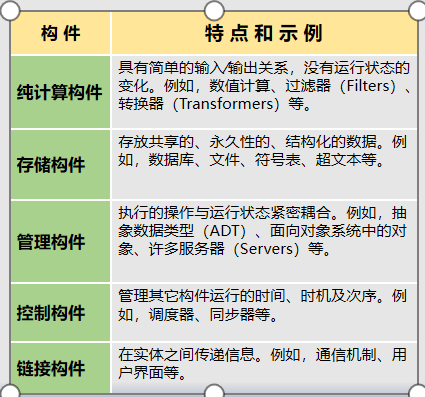 构 件
特 点 和 示 例
纯计算构件
具有简单的输入/输出关系，没有运行状态的
变化。例如，数值计算、过滤器（Filters）、
转换器（Transformers）等。
存储构件
存放共享的、永久性的、结构化的数据。例
如，数据库、文件、符号表、超文本等。
管理构件
执行的操作与运行状态紧密耦合。例如，抽
象数据类型（ADT）、面向对象系统中的对
象、许多服务器（Servers）等。
控制构件
管理其它构件运行的时间、时机及次序。例
如，调度器、同步器等。
链接构件
在实体之间传递信息。例如，通信机制、用
户界面等。